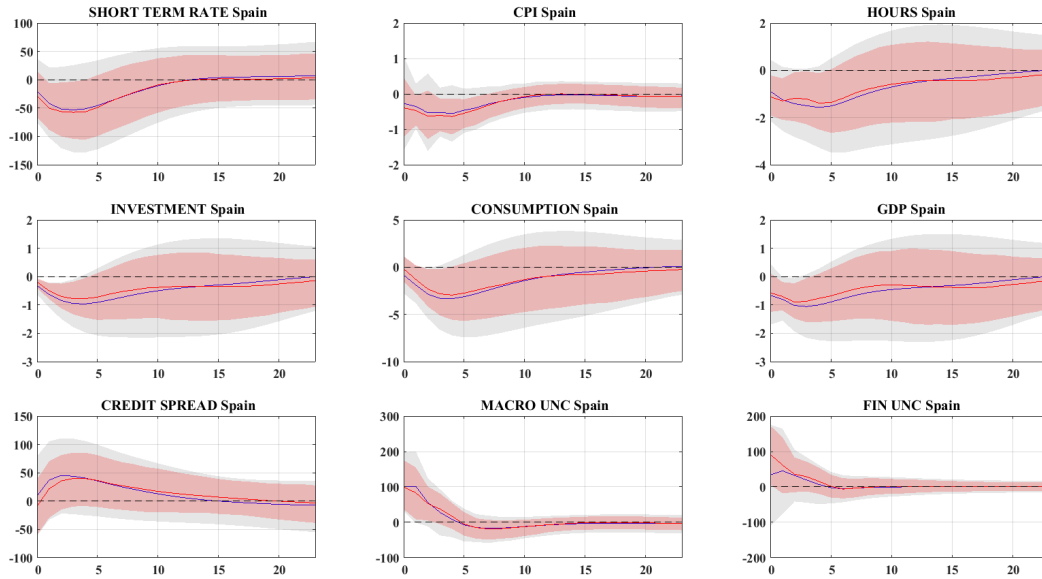 SHORT TERM RATE Spain
100
50
0
-50
-100
-150
0 5 10 15 20
CPI Spain
2
1
0
-1
-2
0 5 10 15 20
HOURS Spain
2
0
-2
-4
0 5 10 15 20
INVESTMENT Spain
2
1
0
-1
-2
-3
0 5 10 15 20
CONSUMPTION Spain
5
0
-5
-10
0 5 10 15 20
GDP Spain
2
1
0
-1
-2
-3
0 5 10 15 20
CREDIT SPREAD Spain
150
100
50
0
-50
-100
0 5 10 15 20
MACRO UNC Spain
300
200
100
0
-100
0 5 10 15 20
FIN UNC Spain
200
100
0
-100
-200
0 5 10 15 20